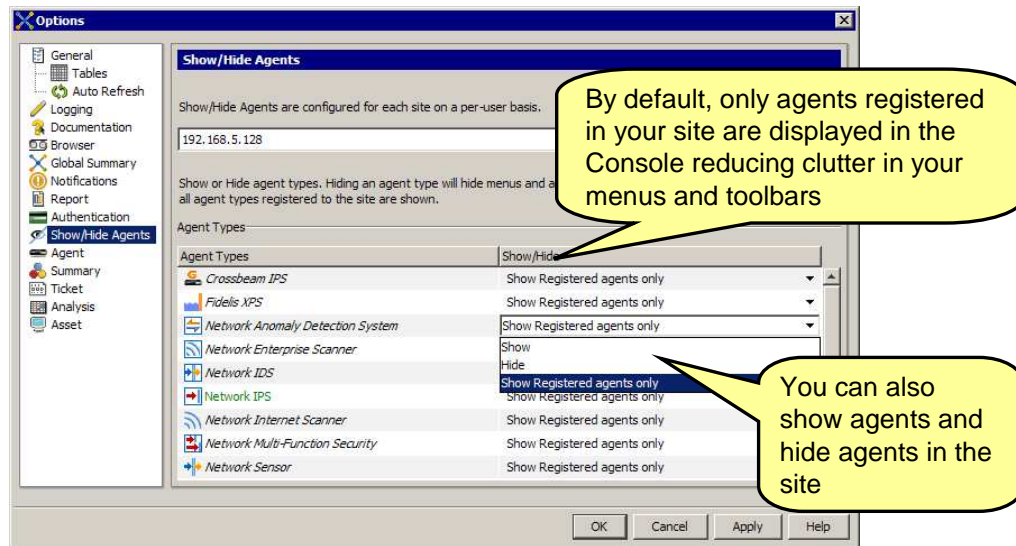 Options
General
Tables
Auto Refresh
Logging
Documentation
Browser
Global Summary
Notifications
Report
Authentication
Show/Hide Agents
Agent
Summary
Ticket
Analysis
Asset
Show/Hide Agents
Show/Hide Agents are configured for each site on a per-user basis.
192.168.5.128
Show or Hide agent types. Hiding an agent type will hide menus and a
all agent types registered to the site are shown.
Agent Types
Agent Types Show/Hide
Crossbeam IPS Show Registered agents only
Fidelis XPS Show Registered agents only
Network Anomaly Detection System Show Registered agents only
Network Enterprise Scanner Show
Hide
Network IDS Show Registered agents only
Network IPS Show Registered agents only
Network Internet Scanner Show Registered agents only
Network Multi-Function Security Show Registered agents only
Network Sensor Show Registered agents only
OK Cancel Apply Help
By default, only agents registered
in your site are displayed in the
Console reducing clutter in your
menus and toolbars
You can also
show agents and
hide agents in the
site